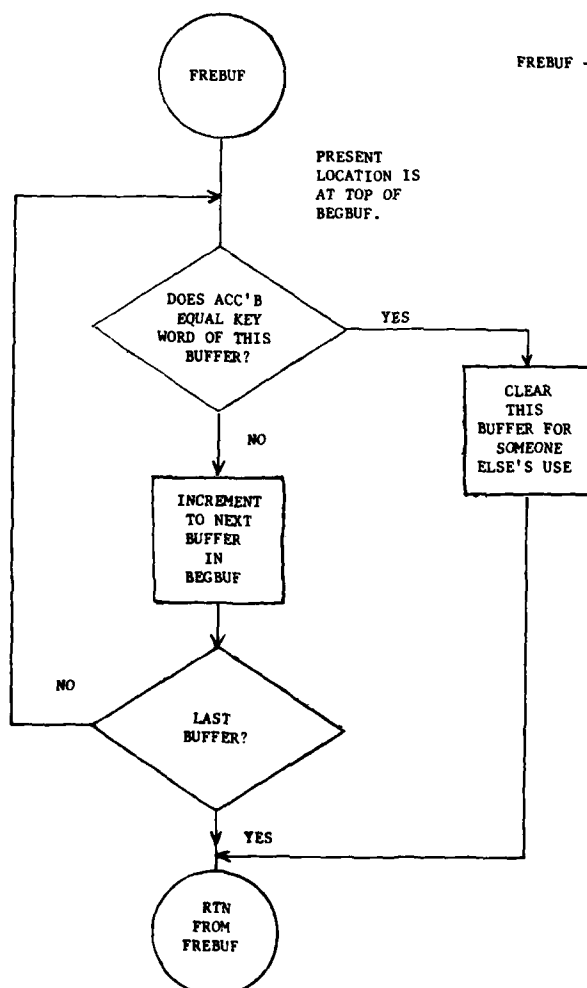 FREBUF
FREBUF -
PRESENT
LOCATION IS
AT TOP OF
BEGBUF.
DOES ACC'B
EQUAL KEY
WORD OF THIS
BUFFER?
YES
CLEAR
THIS
BUFFER FOR
SOMEONE
ELSE'S USE
NO
INCREMENT
TO NEXT
BUFFER
IN
BEGBUF
NO
LAST
BUFFER?
YES
RTN
FROM
FREBUF